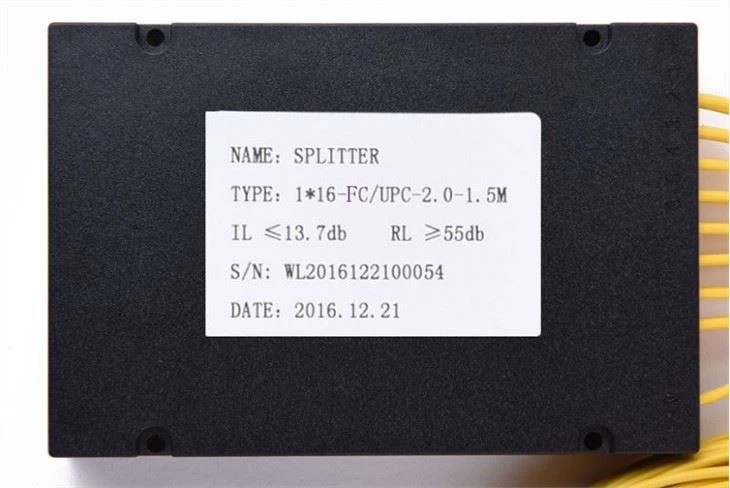 NAME: SPLITTER
TYPE: 1*16-FC/UPC-2.0-1.5M
IL ≤13.7db RL ≥55db
S/N: WL2016122100054
DATE: 2016.12.21